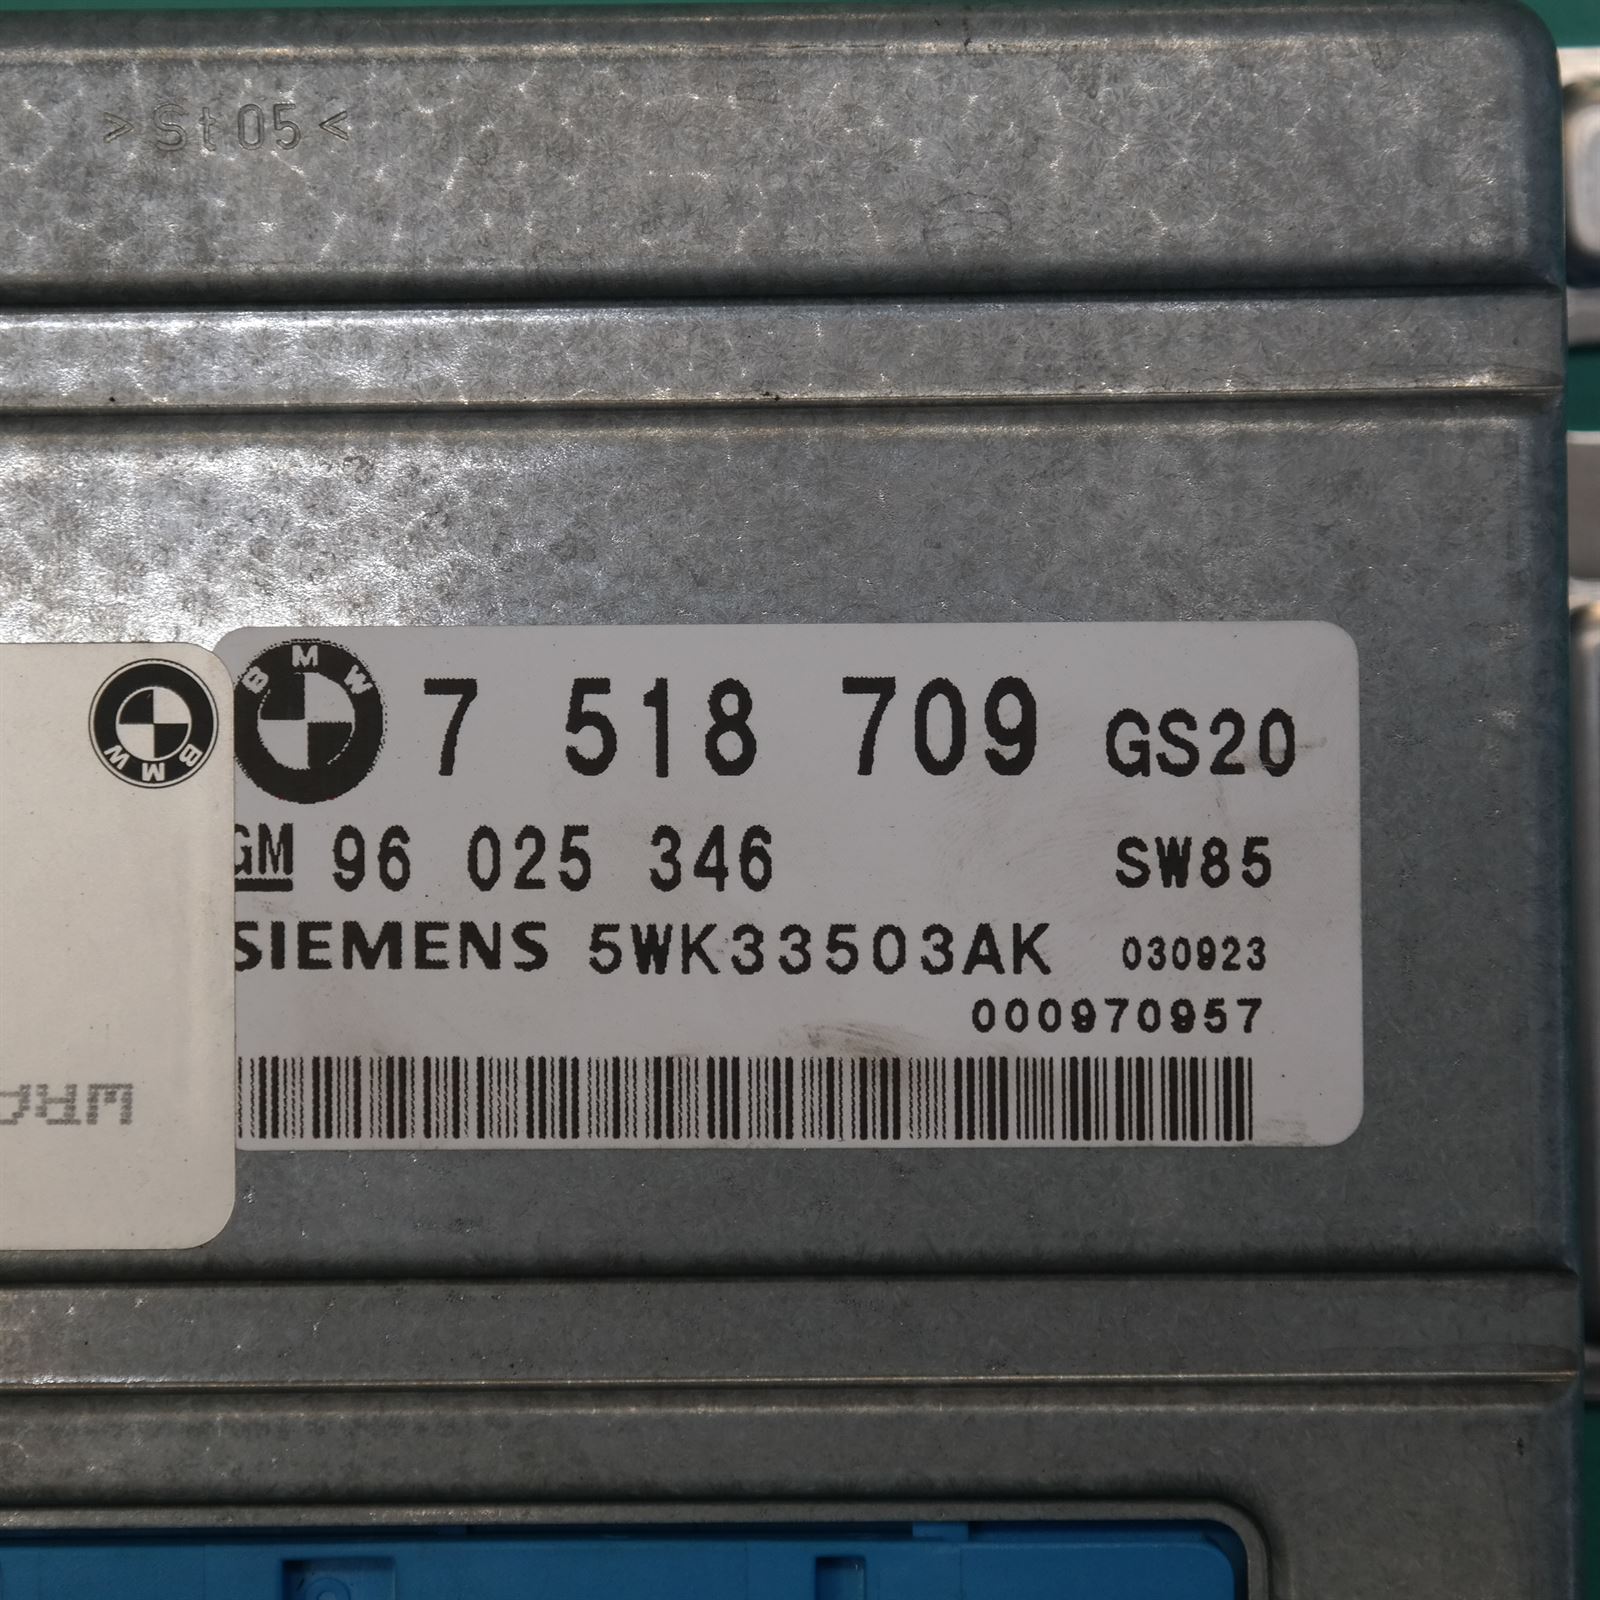 >St05<
BMW
BMW 7 518 709 GS20
GM 96 025 346 SW85
SIEMENS 5WK33503AK 030923
000970957